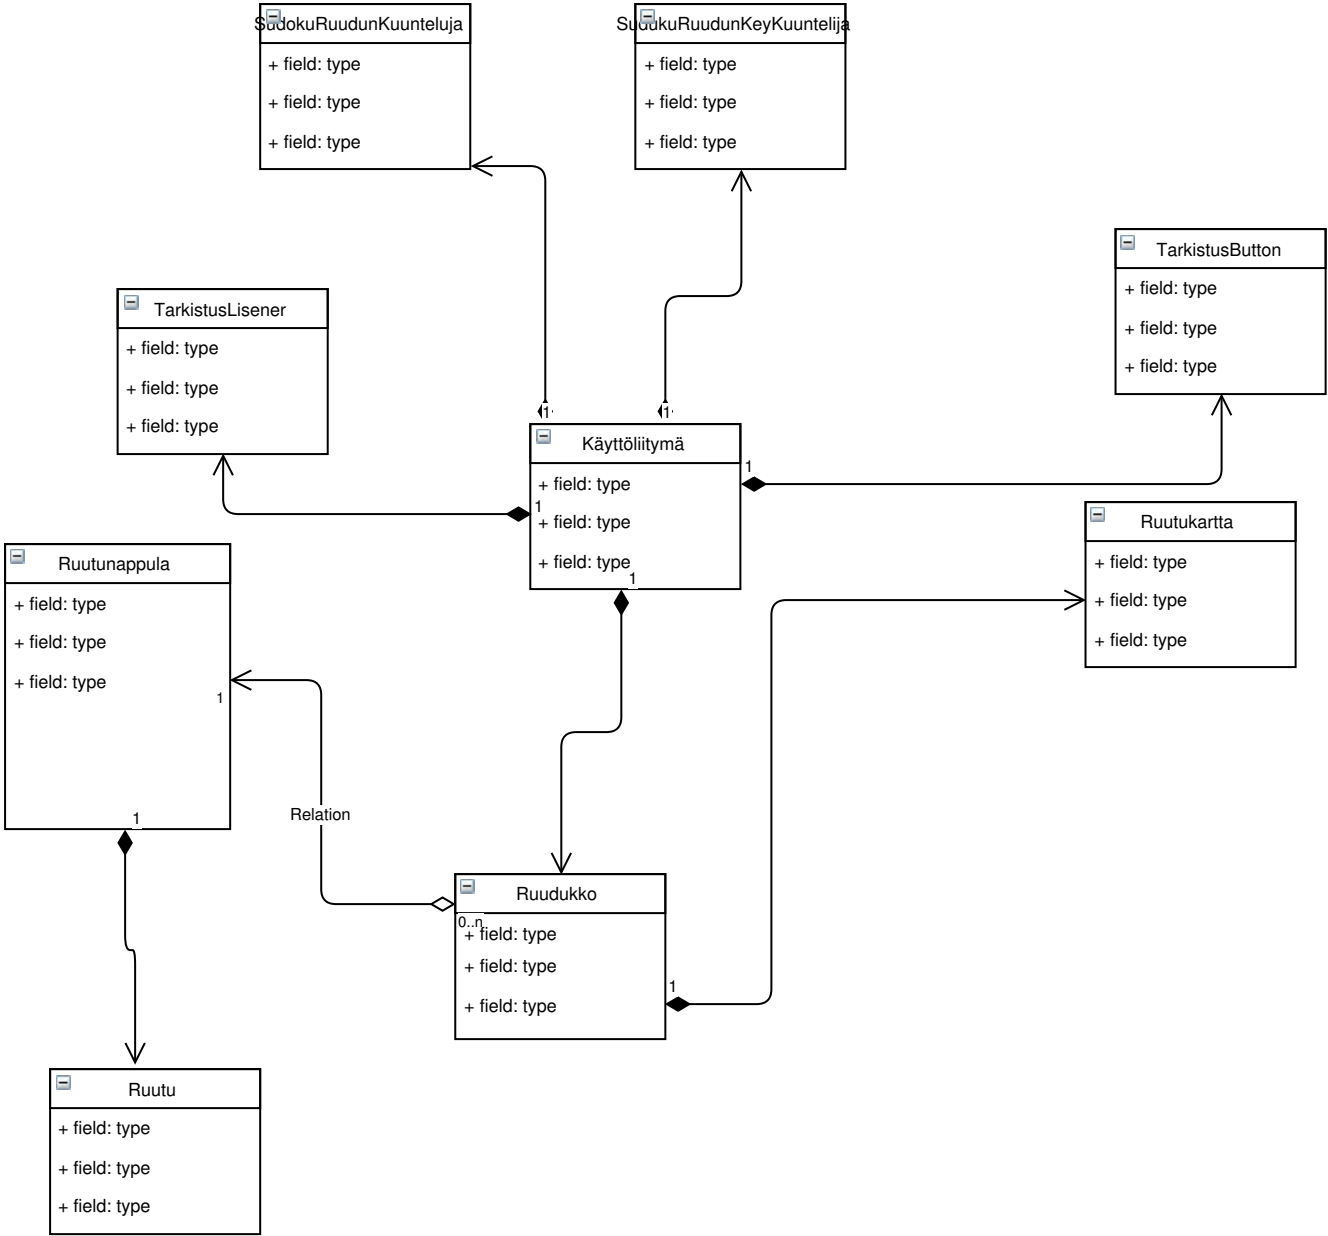 SudokuRuudunKuunteluja
+ field: type
+ field: type
+ field: type
SudukuRuudunKeyKuuntelija
+ field: type
+ field: type
+ field: type
TarkistusButton
+ field: type
+ field: type
+ field: type
TarkistusLisener
+ field: type
+ field: type
+ field: type
1
1
Käyttöliitymä
1
1
+ field: type
+ field: type
+ field: type
1
Ruutukartta
+ field: type
+ field: type
+ field: type
Ruutunappula
+ field: type
+ field: type
+ field: type
1
1
Relation
Ruudukko
0..n
+ field: type
+ field: type
+ field: type
1
Ruutu
+ field: type
+ field: type
+ field: type